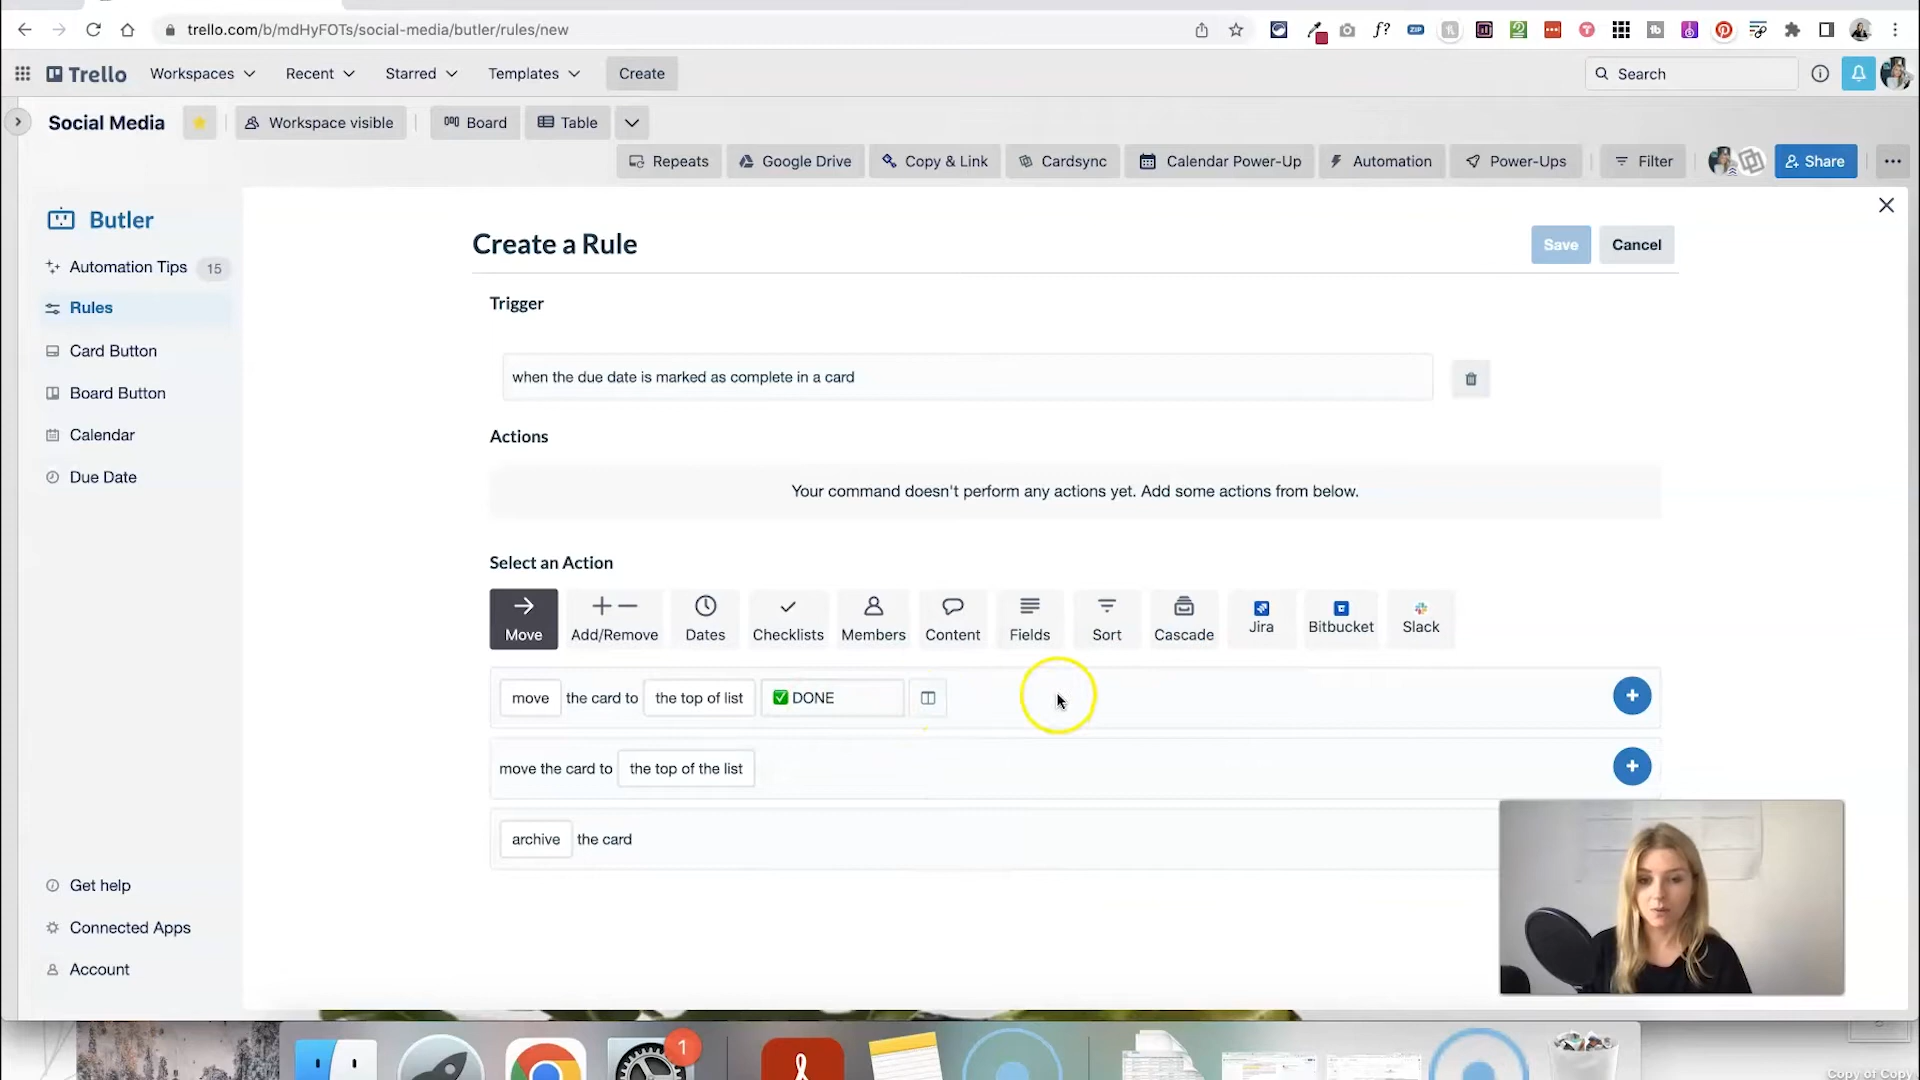 trello.com/b/mdHyFOTs/social-media/butler/rules/new
Trello Workspaces Recent Starred Templates Create Search
Social Media Workspace visible Board Table
Repeats Google Drive Copy & Link Cardsync Calendar Power-Up Automation Power-Ups Filter Share
Butler
Automation Tips 15
Rules
Card Button
Board Button
Calendar
Due Date
Get help
Connected Apps
Account
Create a Rule Save Cancel
Trigger
when the due date is marked as complete in a card
Actions
Your command doesn't perform any actions yet. Add some actions from below.
Select an Action
Move Add/Remove Dates Checklists Members Content Fields Sort Cascade Jira Bitbucket Slack
move the card to the top of list ✅ DONE
move the card to the top of the list
archive the card
1
Copy of Copy